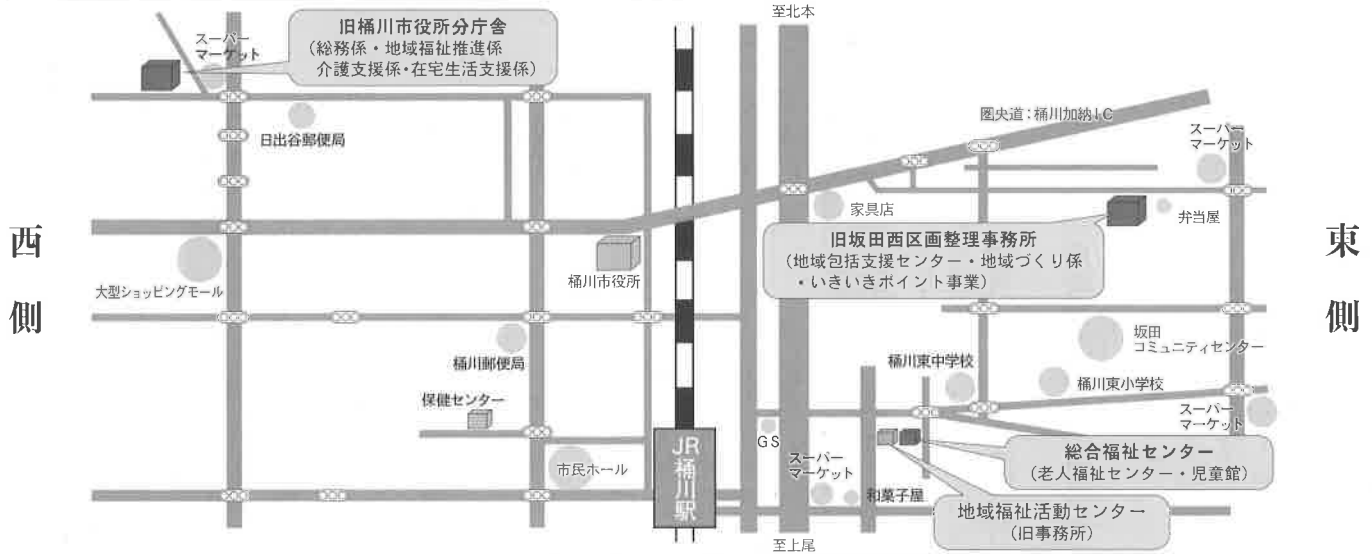 至北本
旧桶川市役所分庁舎
(総務係・地域福祉推進係
介護支援係・在宅生活支援係)
スーパー
マーケット
日出谷郵便局
圏央道:桶川加納IC
スーパー
マーケット
家具店
弁当屋
旧坂田西区画整理事務所
(地域包括支援センター・地域づくり係
・いきいきポイント事業)
西側
東側
桶川市役所
大型ショッピングモール
坂田
コミュニティセンター
桶川郵便局
桶川東中学校
桶川東小学校
保健センター
スーパー
マーケット
GS
JR桶川駅
市民ホール
スーパー
マーケット
和菓子屋
総合福祉センター
(老人福祉センター・児童館)
地域福祉活動センター
(旧事務所)
至上尾